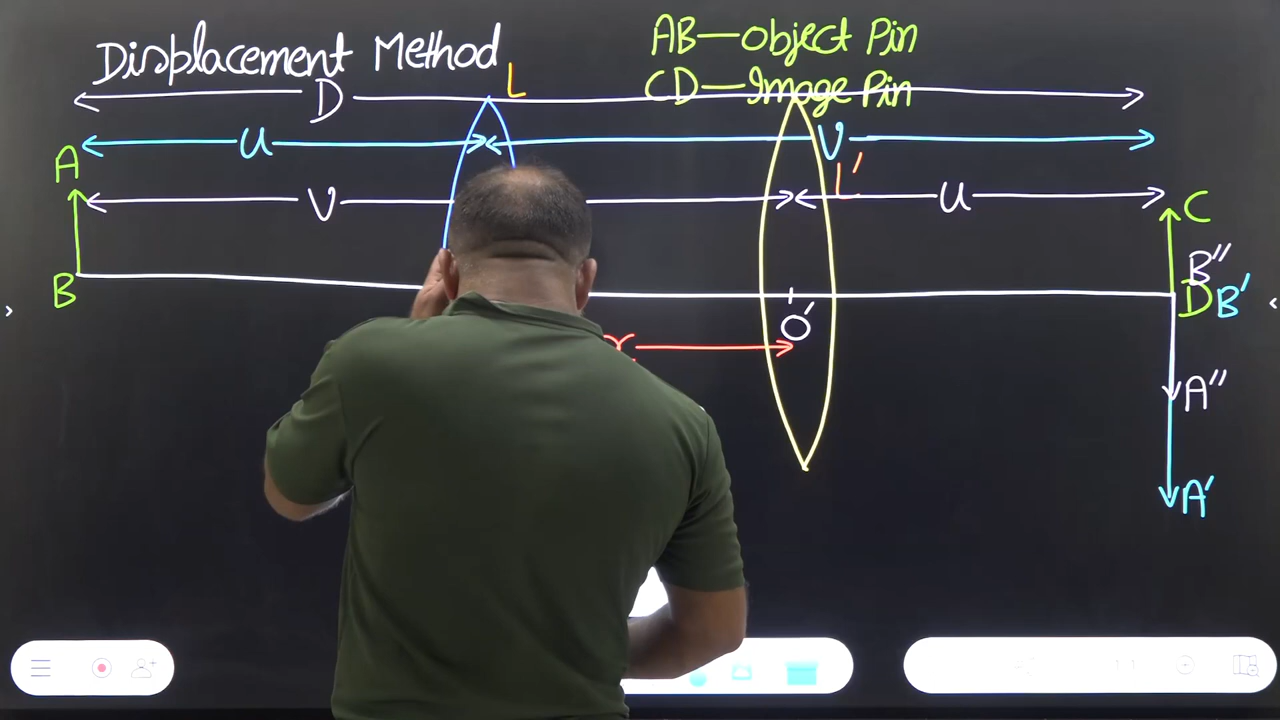 Displacement Method
AB—object Pin
CD—Image Pin
L
D
U
V
A
V
L'
U
C
B
B''
D B'
O'
x
A''
A'